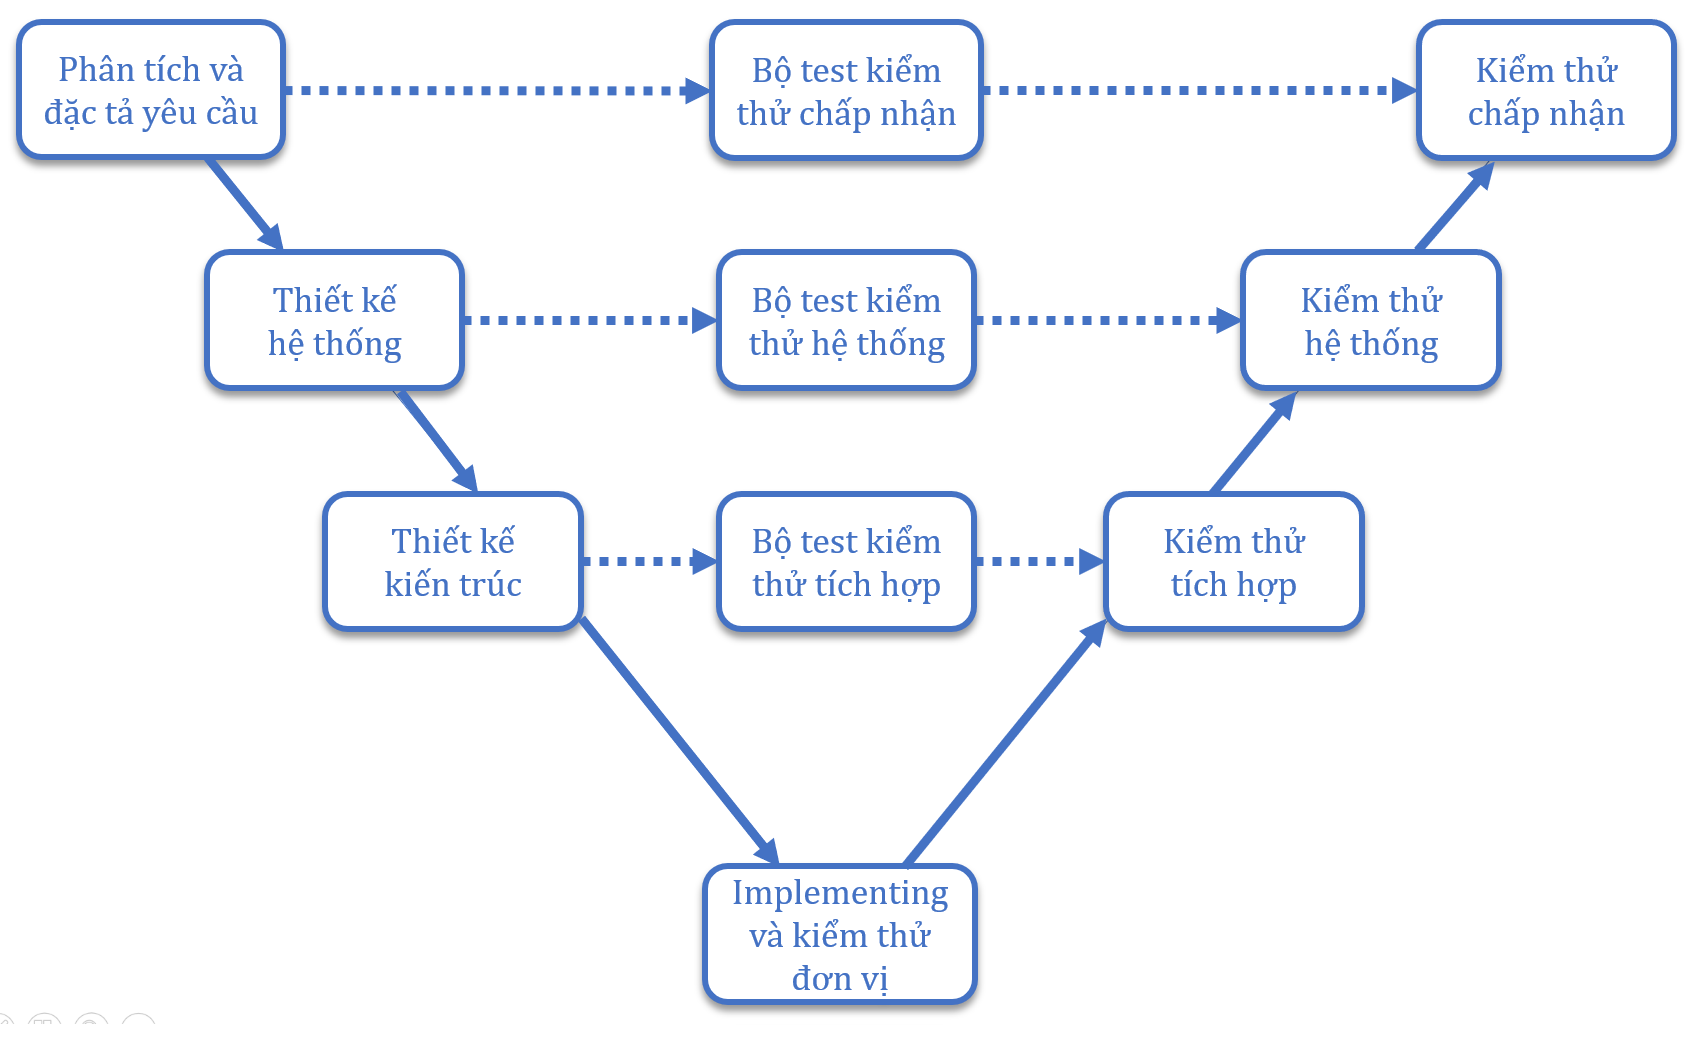 Phân tích và
đặc tả yêu cầu
Bộ test kiểm
thử chấp nhận
Kiểm thử
chấp nhận
Thiết kế
hệ thống
Bộ test kiểm
thử hệ thống
Kiểm thử
hệ thống
Thiết kế
kiến trúc
Bộ test kiểm
thử tích hợp
Kiểm thử
tích hợp
Implementing
và kiểm thử
đơn vị